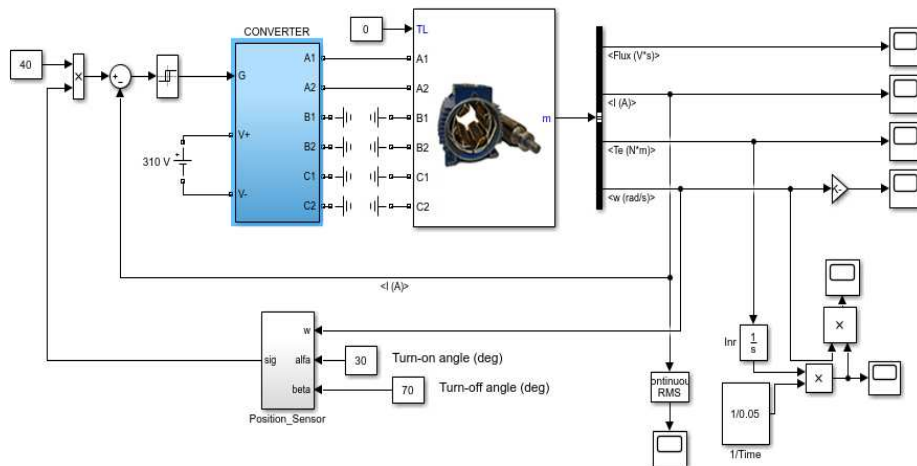 CONVERTER
0
TL
40
X
+
-
G
A1
A1
<Flux (V*s)>
A2
A2
<I (A)>
V+
B1
B1
m
310 V
+
B2
B2
<Te (N*m)>
C1
C1
V-
C2
C2
<w (rad/s)>
<I (A)>
w
X
sig
alfa
30
Turn-on angle (deg)
Inr
1
s
beta
70
Turn-off angle (deg)
RMS
X
1/0.05
Position_Sensor
1/Time